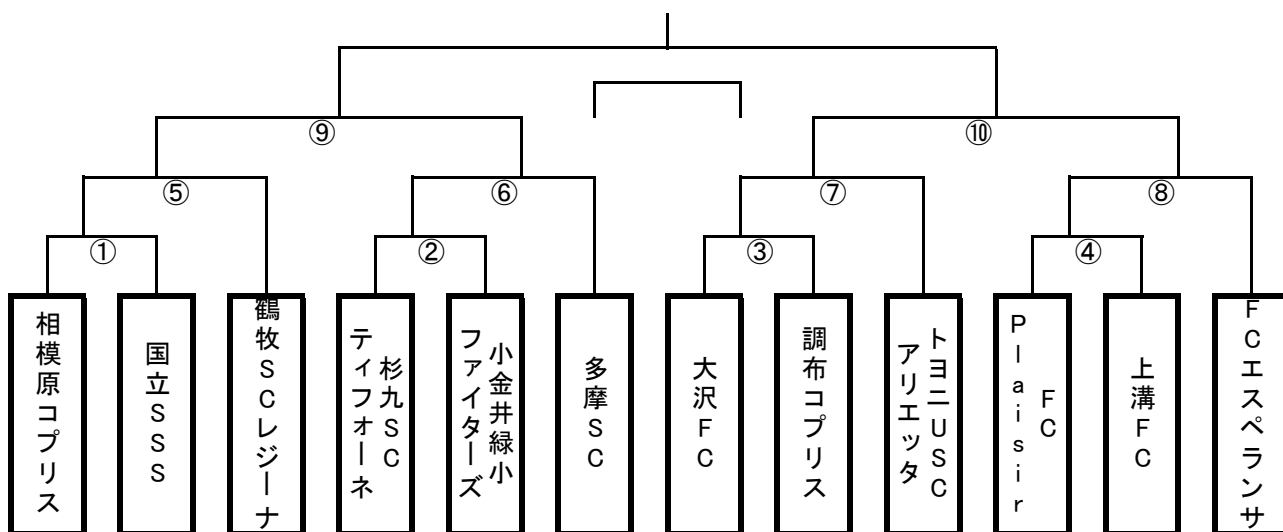 ⑨
⑩
⑤
⑥
⑦
⑧
①
②
③
④
相模原コプリス
国立SSS
鶴牧SCレジーナ
杉九SC
ティフォーネ
小金井緑小
ファイターズ
多摩SC
大沢FC
調布コプリス
トヨニUSC
アリエッタ
Plaisir
FC
上溝FC
FCエスペランサ